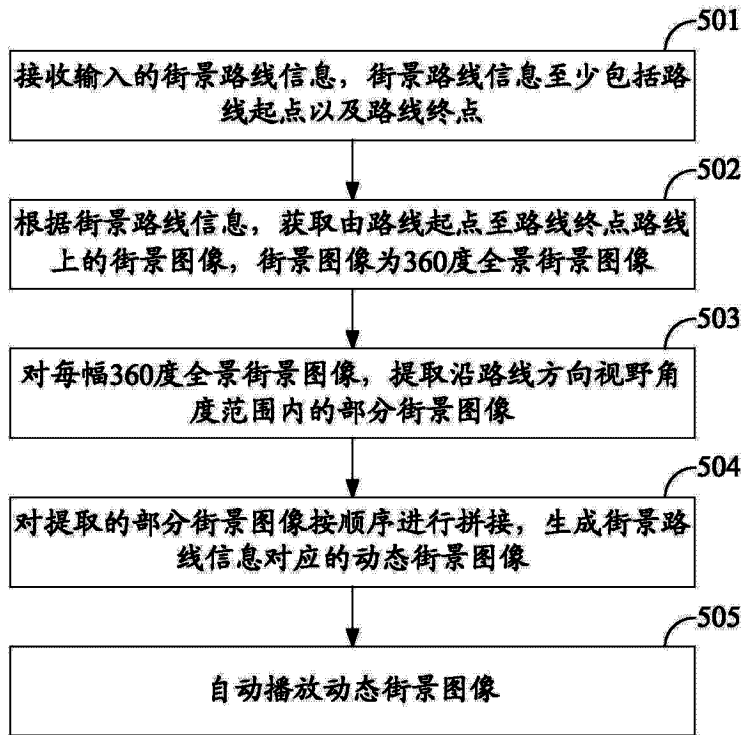 501
接收输入的街景路线信息，街景路线信息至少包括路
线起点以及路线终点
502
根据街景路线信息，获取由路线起点至路线终点路线
上的街景图像，街景图像为360度全景街景图像
503
对每幅360度全景街景图像，提取沿路线方向视野角
度范围内的部分街景图像
504
对提取的部分街景图像按顺序进行拼接，生成街景路
线信息对应的动态街景图像
505
自动播放动态街景图像